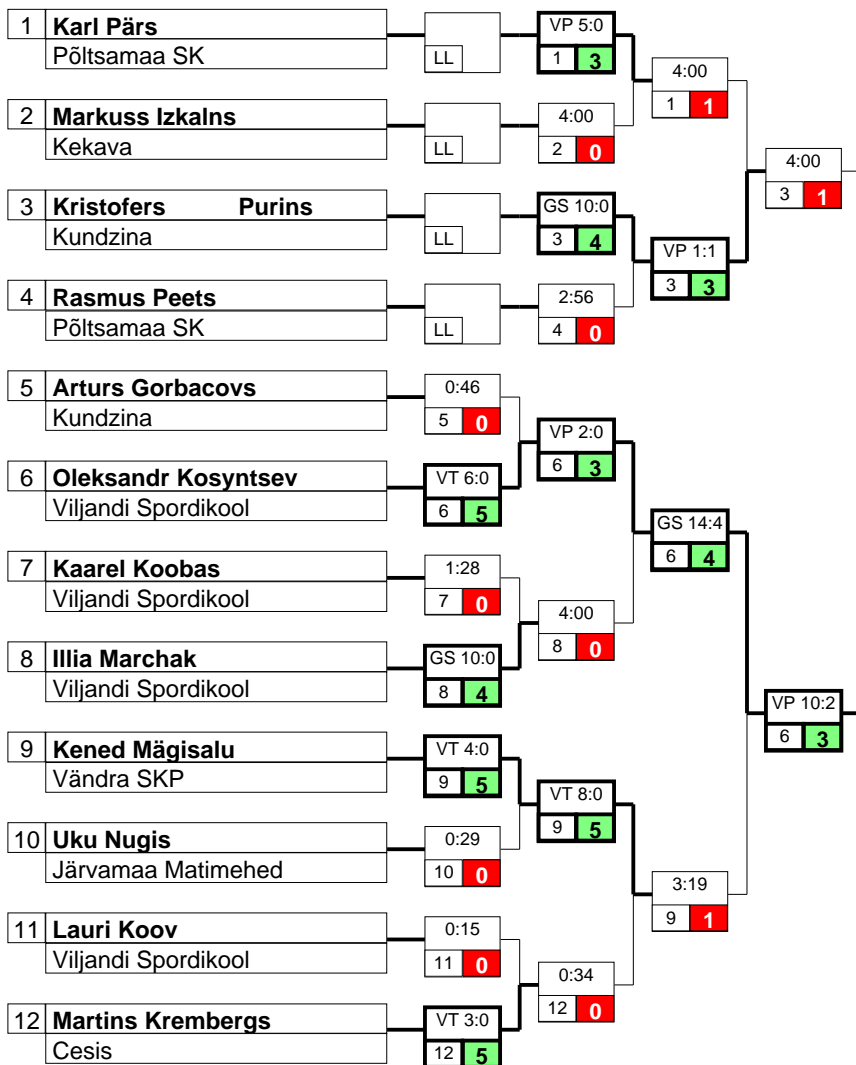 1 Karl Pärs
Põltsamaa SK
LL
VP 5:0
1 3
4:00
1 1
2 Markuss Izkalns
Kekava
LL
4:00
2 0
4:00
3 1
3 Kristofers Purins
Kundzina
LL
GS 10:0
3 4
VP 1:1
3 3
4 Rasmus Peets
Põltsamaa SK
LL
2:56
4 0
5 Arturs Gorbacovs
Kundzina
0:46
5 0
VP 2:0
6 3
6 Oleksandr Kosyntsev
Viljandi Spordikool
VT 6:0
6 5
GS 14:4
6 4
7 Kaarel Koobas
Viljandi Spordikool
1:28
7 0
4:00
8 0
8 Illia Marchak
Viljandi Spordikool
GS 10:0
8 4
VP 10:2
6 3
9 Kened Mägisalu
Vändra SKP
VT 4:0
9 5
VT 8:0
9 5
10 Uku Nugis
Järvamaa Matimehed
0:29
10 0
3:19
9 1
11 Lauri Koov
Viljandi Spordikool
0:15
11 0
0:34
12 0
12 Martins Krembergs
Cesis
VT 3:0
12 5